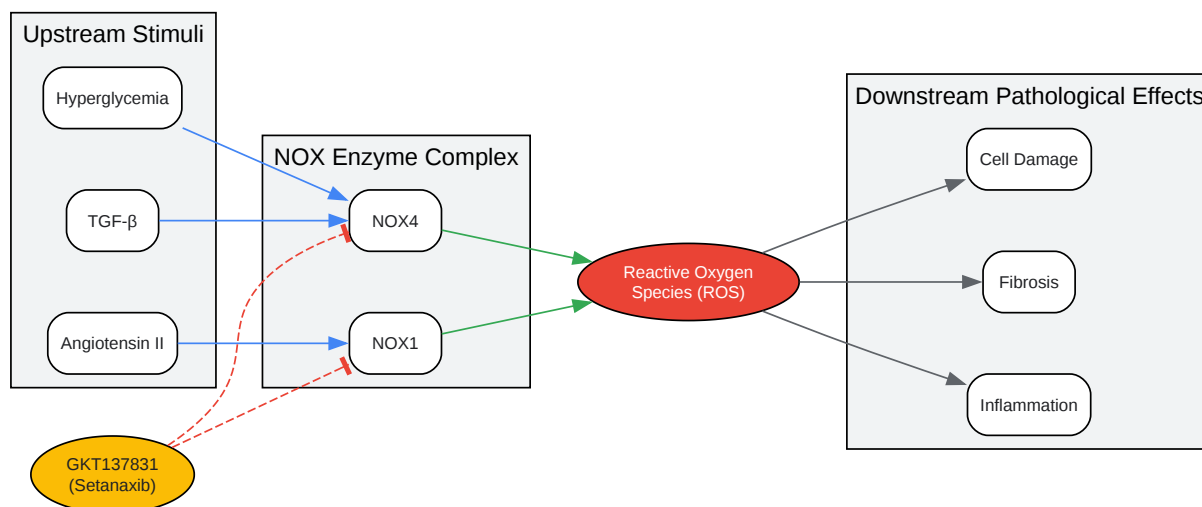 Upstream Stimuli
Hyperglycemia
TGF-β
Angiotensin II
GKT137831
(Setanaxib)
NOX Enzyme Complex
NOX4
NOX1
Reactive Oxygen
Species (ROS)
Downstream Pathological Effects
Cell Damage
Fibrosis
Inflammation